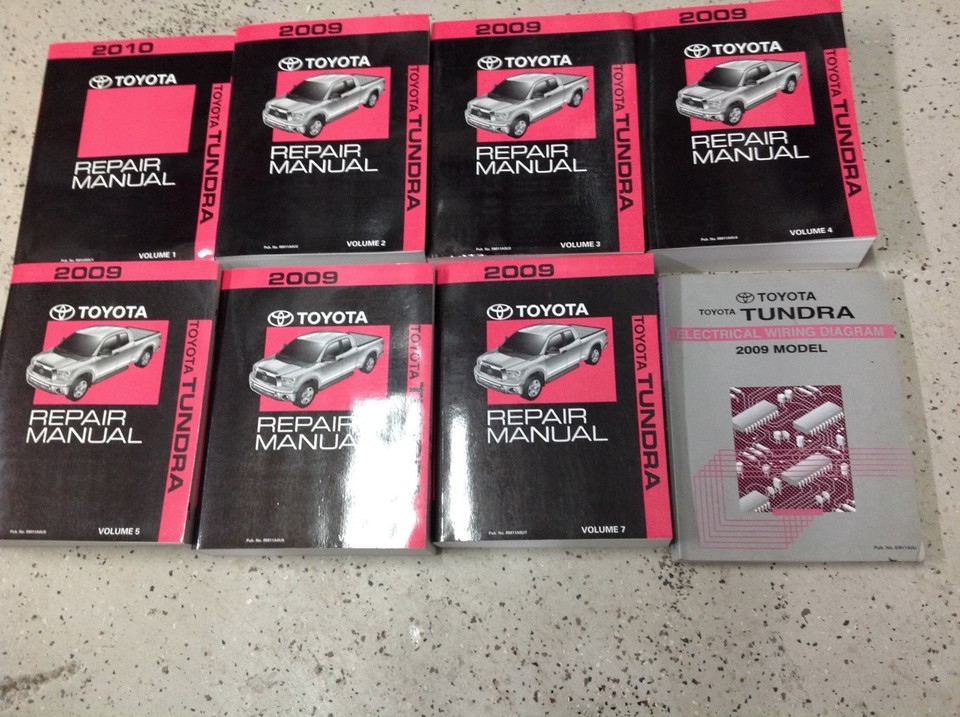 2010
TOYOTA
REPAIR
MANUAL
TOYOTA TUNDRA
VOLUME 1
2009
TOYOTA
REPAIR
MANUAL
TOYOTA TUNDRA
VOLUME 2
2009
TOYOTA
REPAIR
MANUAL
TOYOTA TUNDRA
VOLUME 3
2009
TOYOTA
REPAIR
MANUAL
TOYOTA TUNDRA
VOLUME 4
2009
TOYOTA
REPAIR
MANUAL
TOYOTA TUNDRA
VOLUME 5
2009
TOYOTA
REPAIR
MANUAL
TOYOTA
2009
TOYOTA
REPAIR
MANUAL
TOYOTA TUNDRA
VOLUME 7
TOYOTA
TOYOTA TUNDRA
ELECTRICAL WIRING DIAGRAM
2009 MODEL